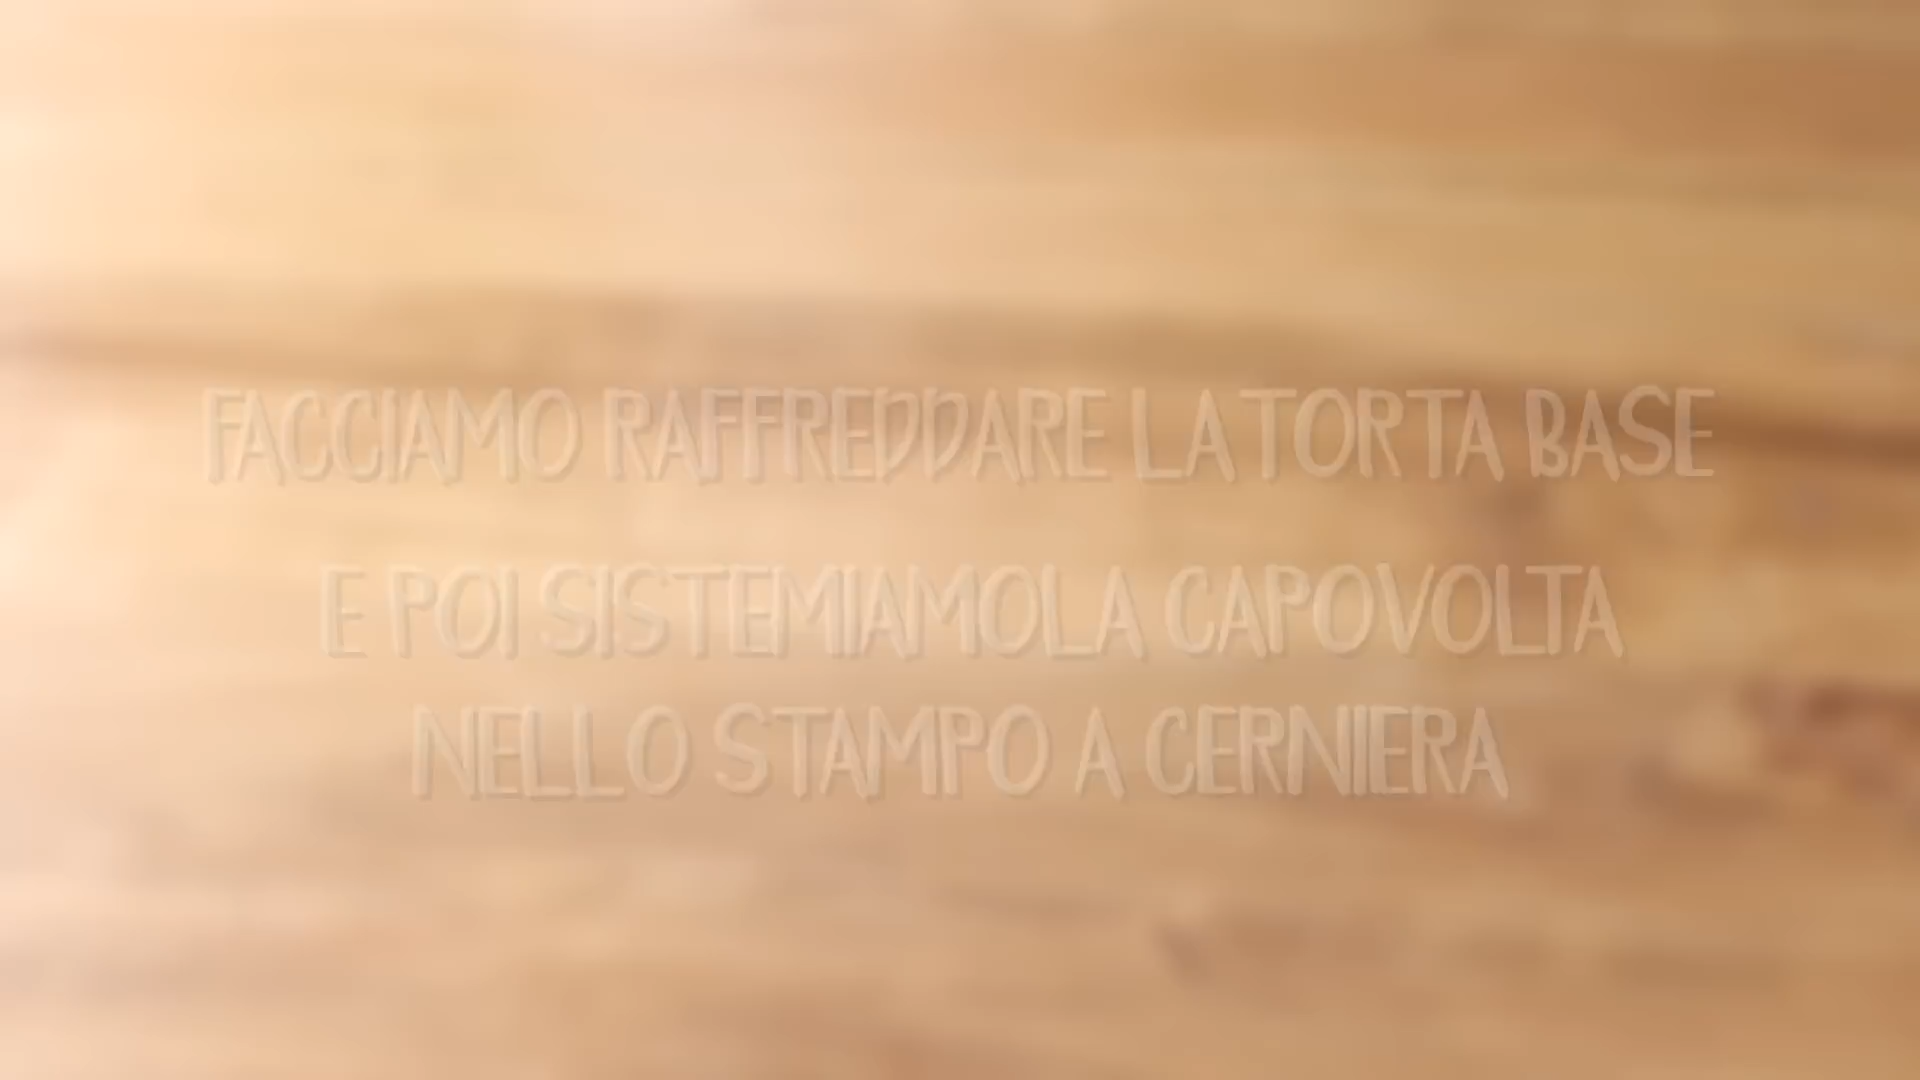 FACCIAMO RAFFREDDARE LA TORTA BASE
E POI SISTEMIAMOLA CAPOVOLTA
NELLO STAMPO A CERNIERA